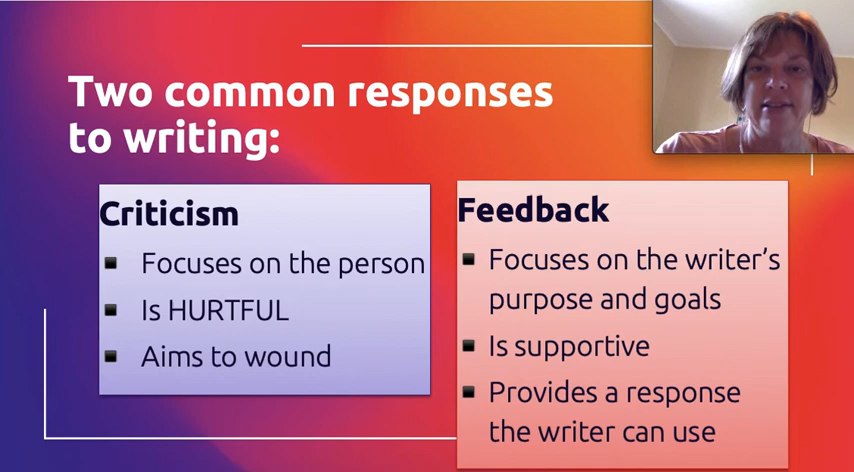 Two common responses
to writing:
Criticism
Focuses on the person
Is HURTFUL
Aims to wound
Feedback
Focuses on the writer’s
purpose and goals
Is supportive
Provides a response
the writer can use